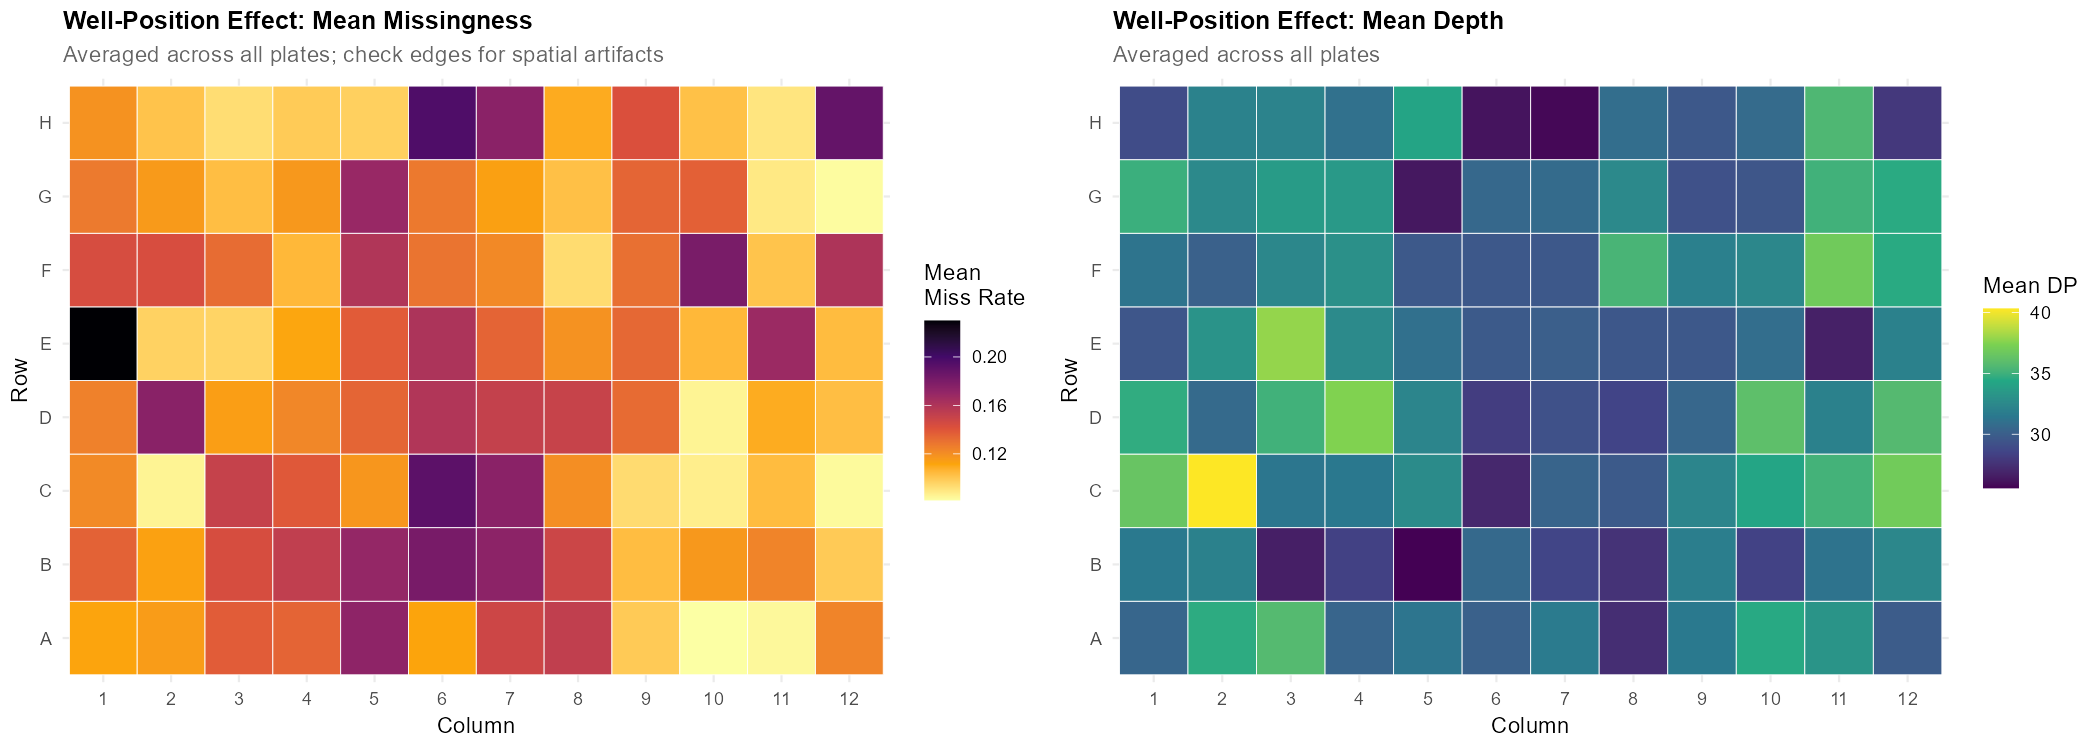 Well-Position Effect: Mean Missingness
Averaged across all plates; check edges for spatial artifacts
H
G
F
E
D
C
B
A
Row
1 2 3 4 5 6 7 8 9 10 11 12
Column
Mean
Miss Rate
0.20
0.16
0.12
Well-Position Effect: Mean Depth
Averaged across all plates
H
G
F
E
D
C
B
A
Row
1 2 3 4 5 6 7 8 9 10 11 12
Column
Mean DP
40
35
30